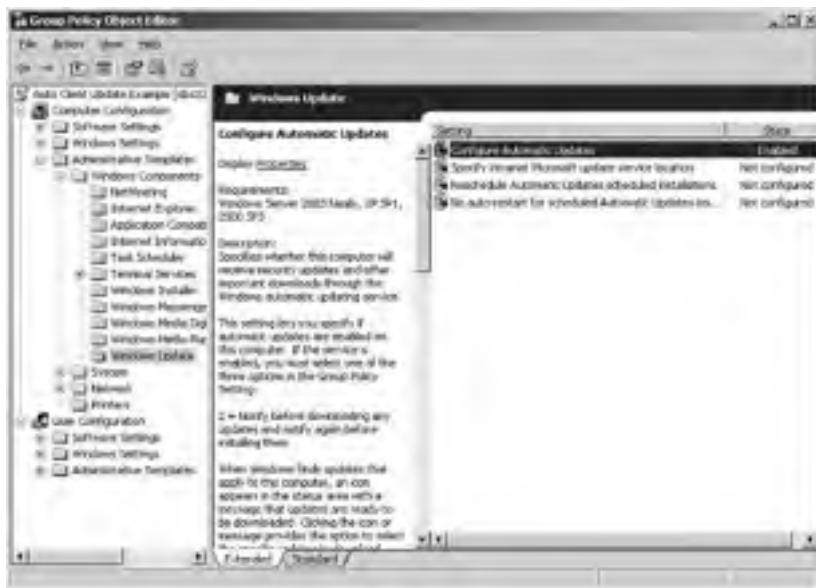 Group Policy Object Editor
File Action View Help
Auto Client Update Example
Computer Configuration
Software Settings
Windows Settings
Administrative Templates
Windows Components
NetMeeting
Internet Explorer
Application Compati
Internet Informatio
Task Scheduler
Terminal Services
Windows Installer
Windows Messenge
Windows Media Digi
Windows Media Play
Windows Update
System
Network
Printers
User Configuration
Software Settings
Windows Settings
Administrative Templates
Windows Update
Configure Automatic Updates
Display Properties
Requirements:
Windows Server 2003 family, XP SP1,
2000 SP3
Description:
Specifies whether this computer will
receive security updates and other
important downloads through the
Windows automatic updating service.
This setting lets you specify if
automatic updates are enabled on
this computer. If the service is
enabled, you must select one of the
three options in the Group Policy
Setting:
2 = Notify before downloading any
updates and notify again before
installing them.
When Windows finds updates that
apply to this computer, an icon
appears in the status area with a
message that updates are ready to
be downloaded. Clicking the icon or
message provides the option to select
Setting State
Configure Automatic Updates Enabled
Specify intranet Microsoft update service location Not configured
Reschedule Automatic Updates scheduled installations Not configured
No auto-restart for scheduled Automatic Updates ins... Not configured
Extended Standard